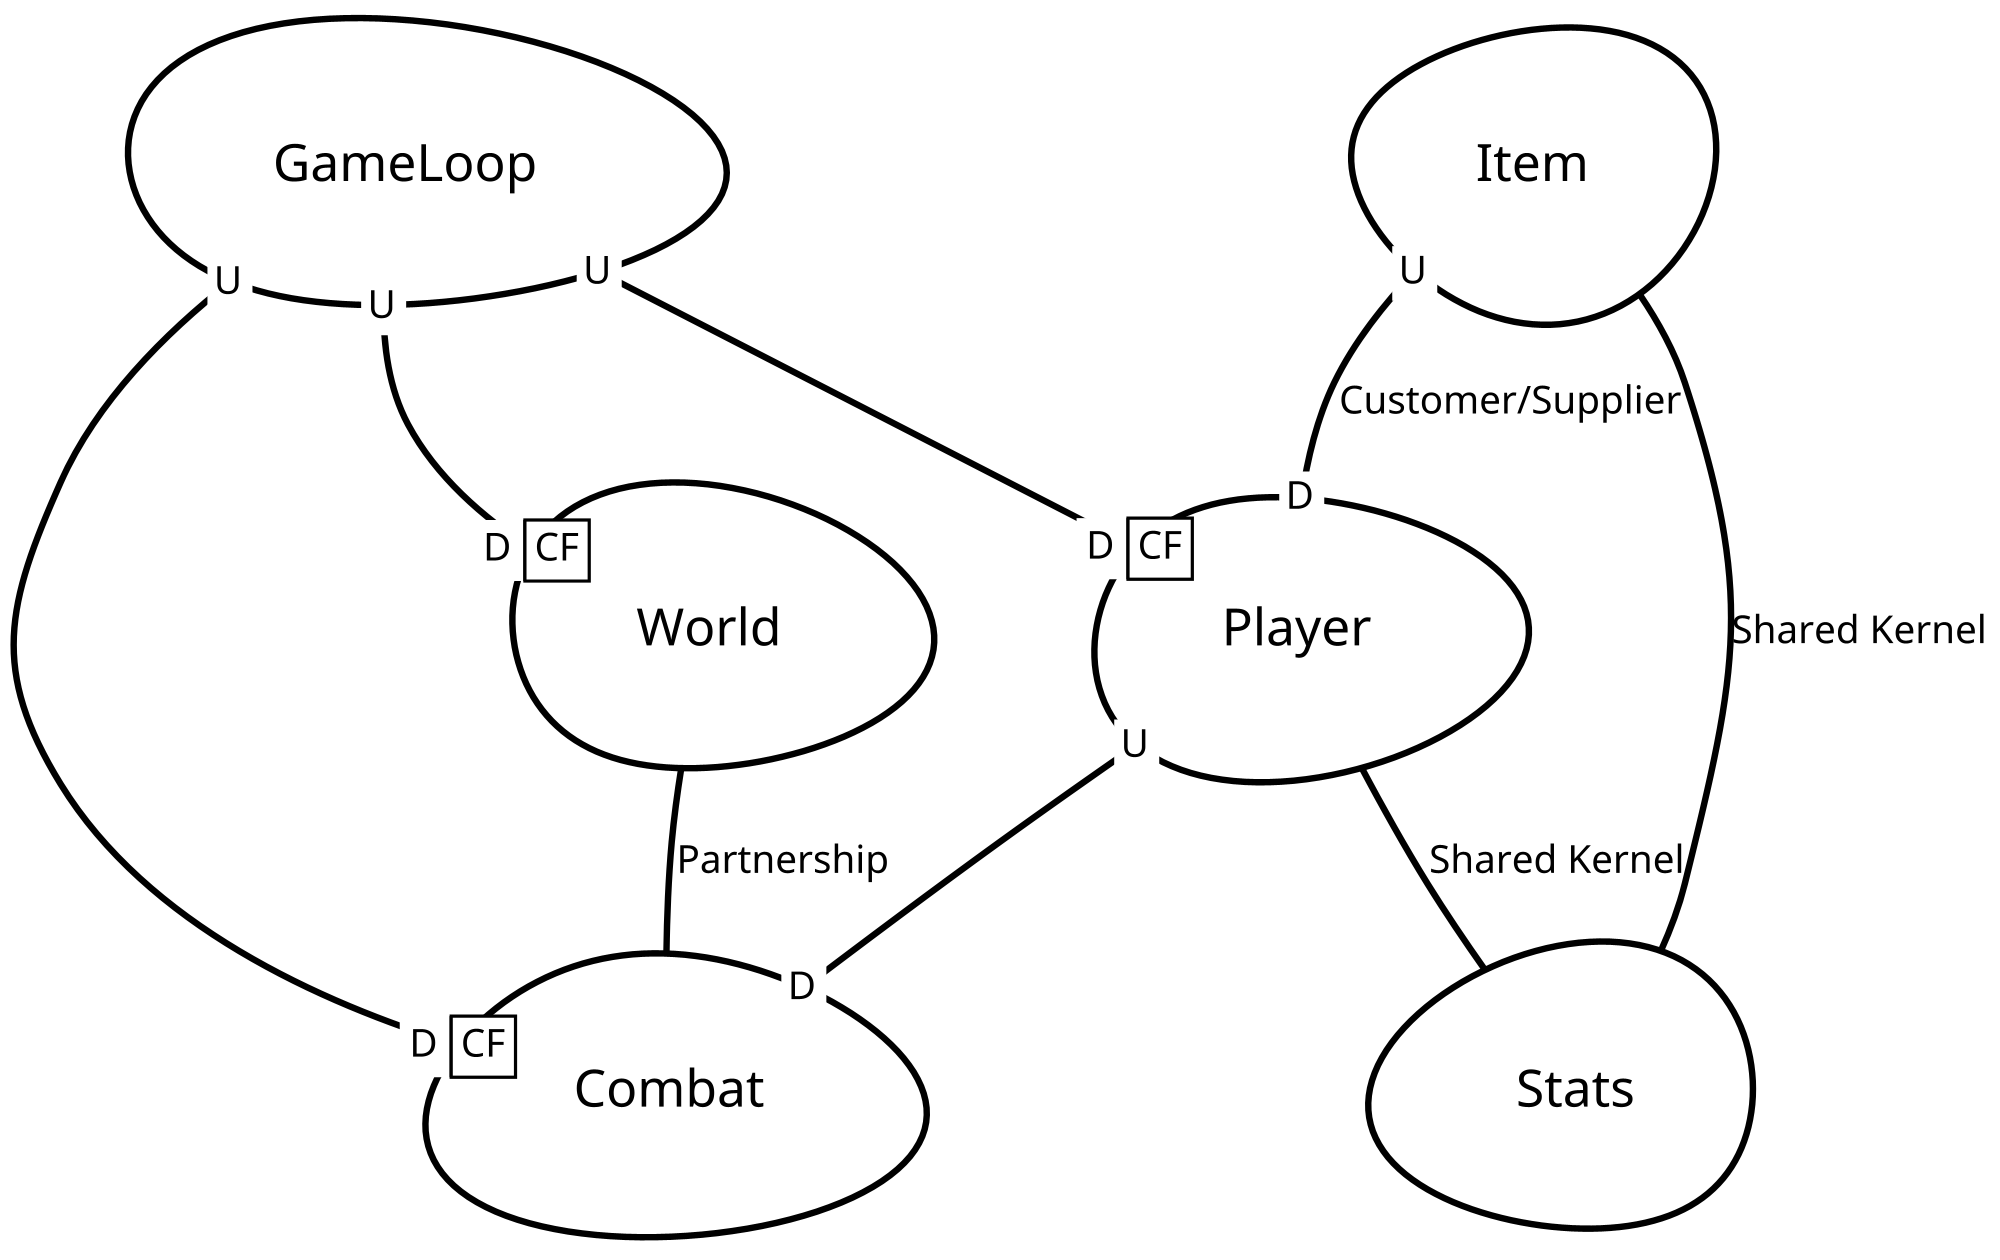 GameLoop
Item
U
U
U
U
Customer/Supplier
D
D
CF
D
CF
World
Player
Shared Kernel
U
Partnership
Shared Kernel
D
D
CF
Combat
Stats